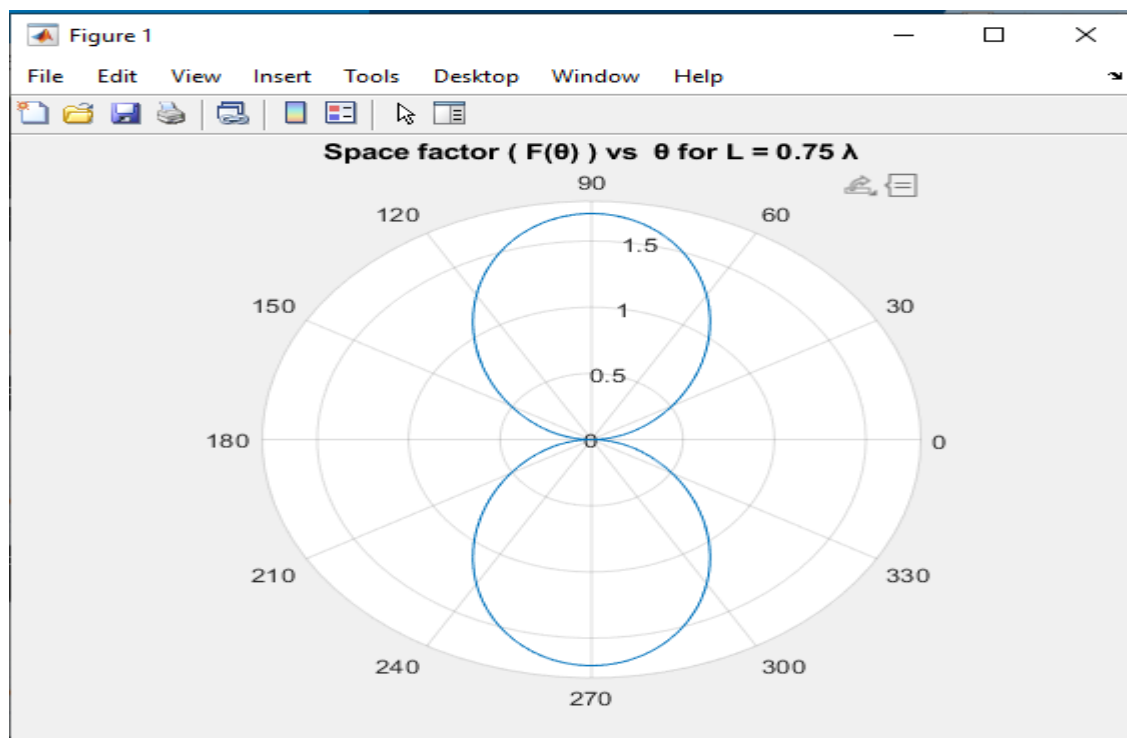 Figure 1
File Edit View Insert Tools Desktop Window Help
Space factor ( F(θ) ) vs θ for L = 0.75 λ
90
120 60
1.5
150 1 30
0.5
180 0 0
210 330
240 300
270